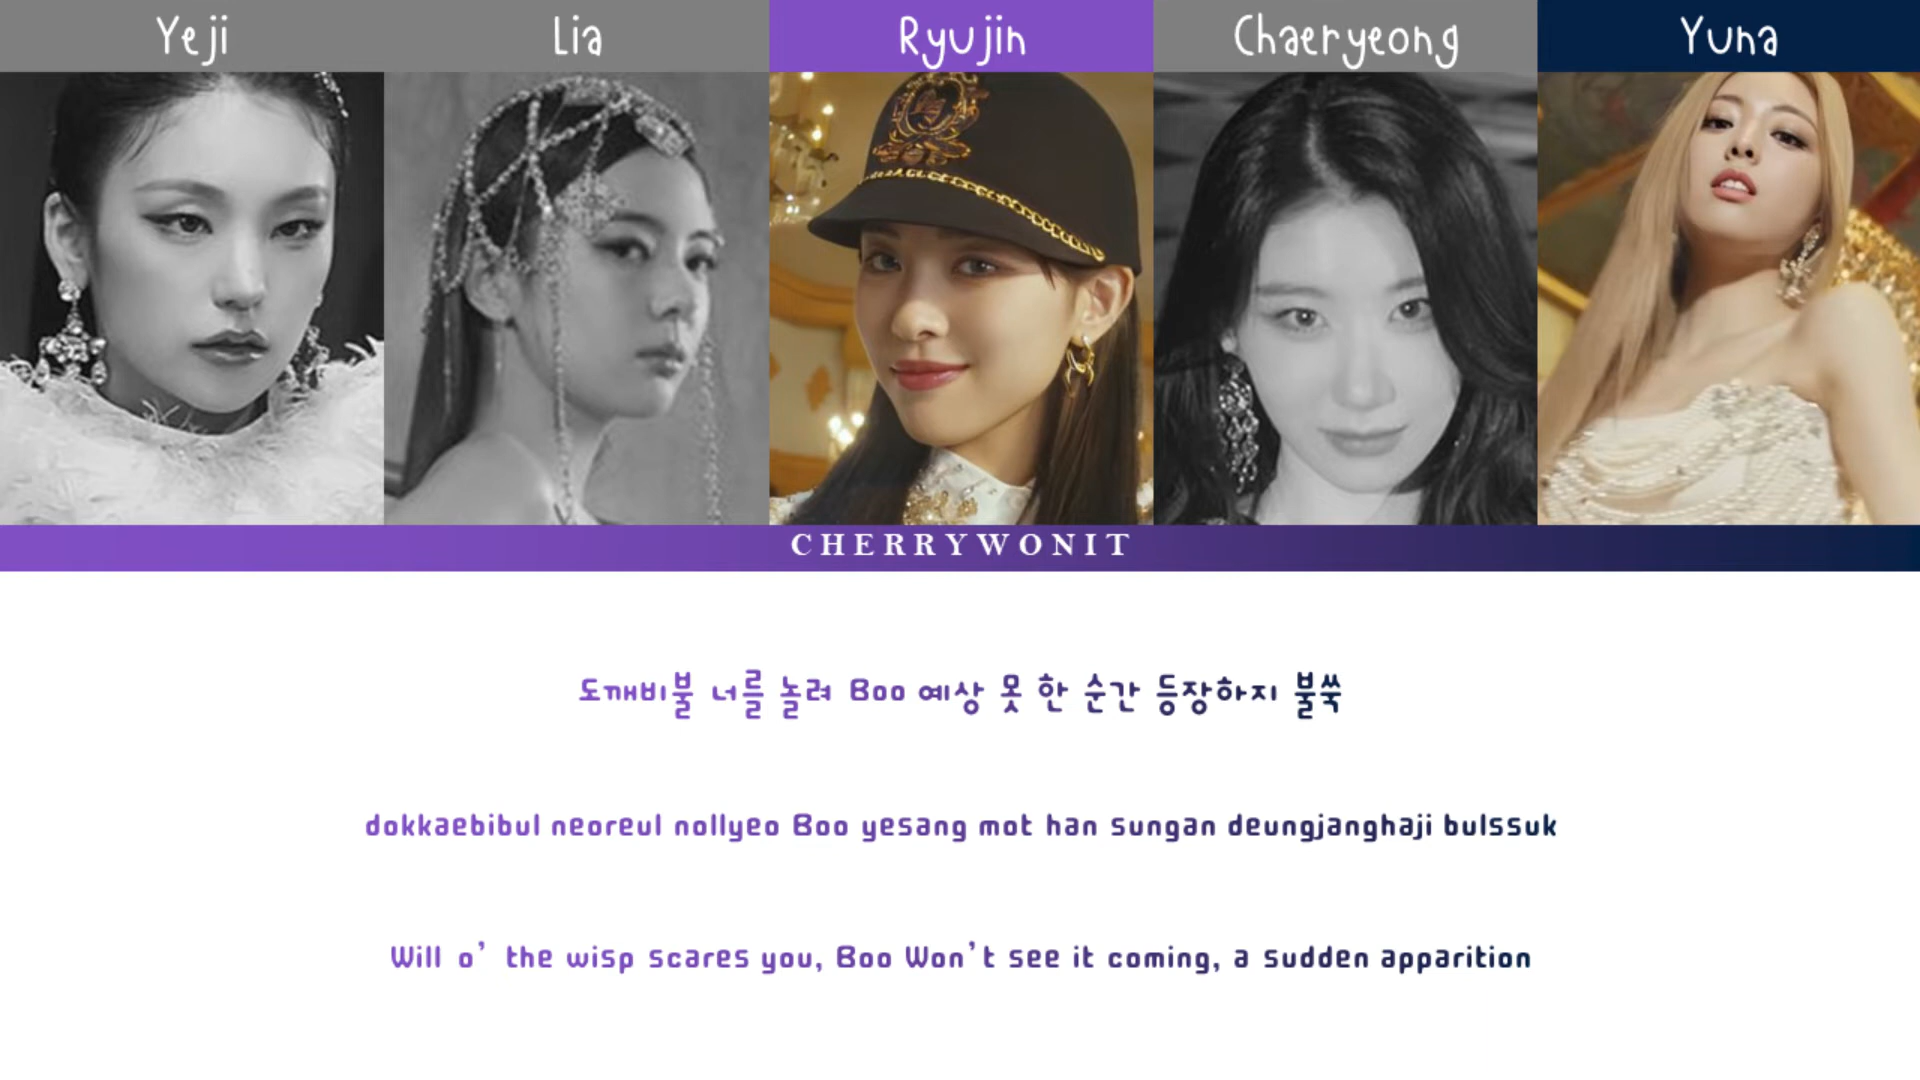 Yeji
Lia
Ryujin
Chaeryeong
Yuna
CHERRYWONIT
도깨비불 너를 놀려 Boo 예상 못 한 순간 등장하지 불쑥
dokkaebibul neoreul nollyeo Boo yesang mot han sungan deungjanghaji bulssuk
Will o’ the wisp scares you, Boo Won’t see it coming, a sudden apparition